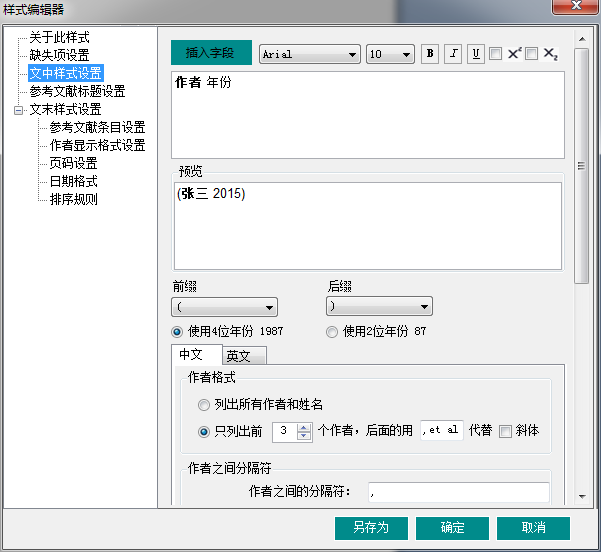 样式编辑器
关于此样式
缺失项设置
文中样式设置
参考文献标题设置
文末样式设置
参考文献条目设置
作者显示格式设置
页码设置
日期格式
排序规则
插入字段 Arial 10 B I U X² X₂
作者 年份
预览
(张三 2015)
前缀 后缀
( )
使用4位年份 1987 使用2位年份 87
中文 英文
作者格式
列出所有作者和姓名
只列出前 3 个作者，后面的用 ,et al 代替 斜体
作者之间分隔符
作者之间的分隔符： ,
另存为 确定 取消